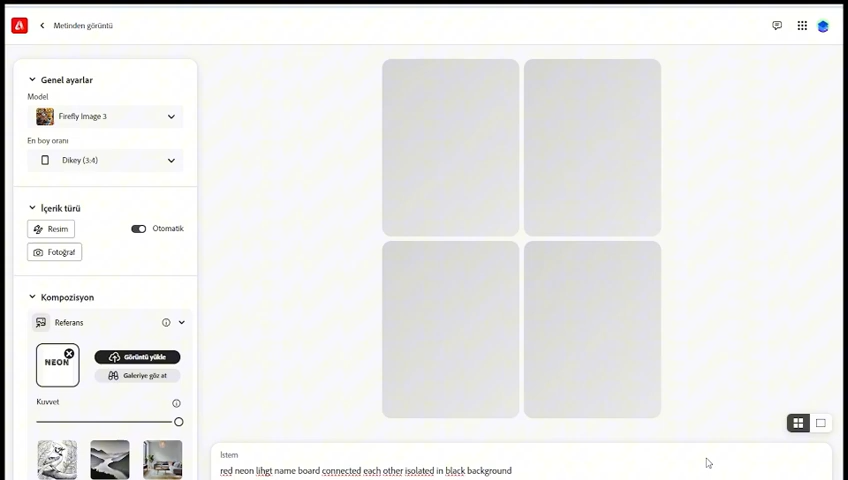 Metinden görüntü
Genel ayarlar
Model
Firefly Image 3
En boy oranı
Dikey (3:4)
İçerik türü
Resim
Otomatik
Fotoğraf
Kompozisyon
Referans
NEON
Görüntü yükle
Galeriye göz at
Kuvvet
İstem
red neon lihgt name board connected each other isolated in black background